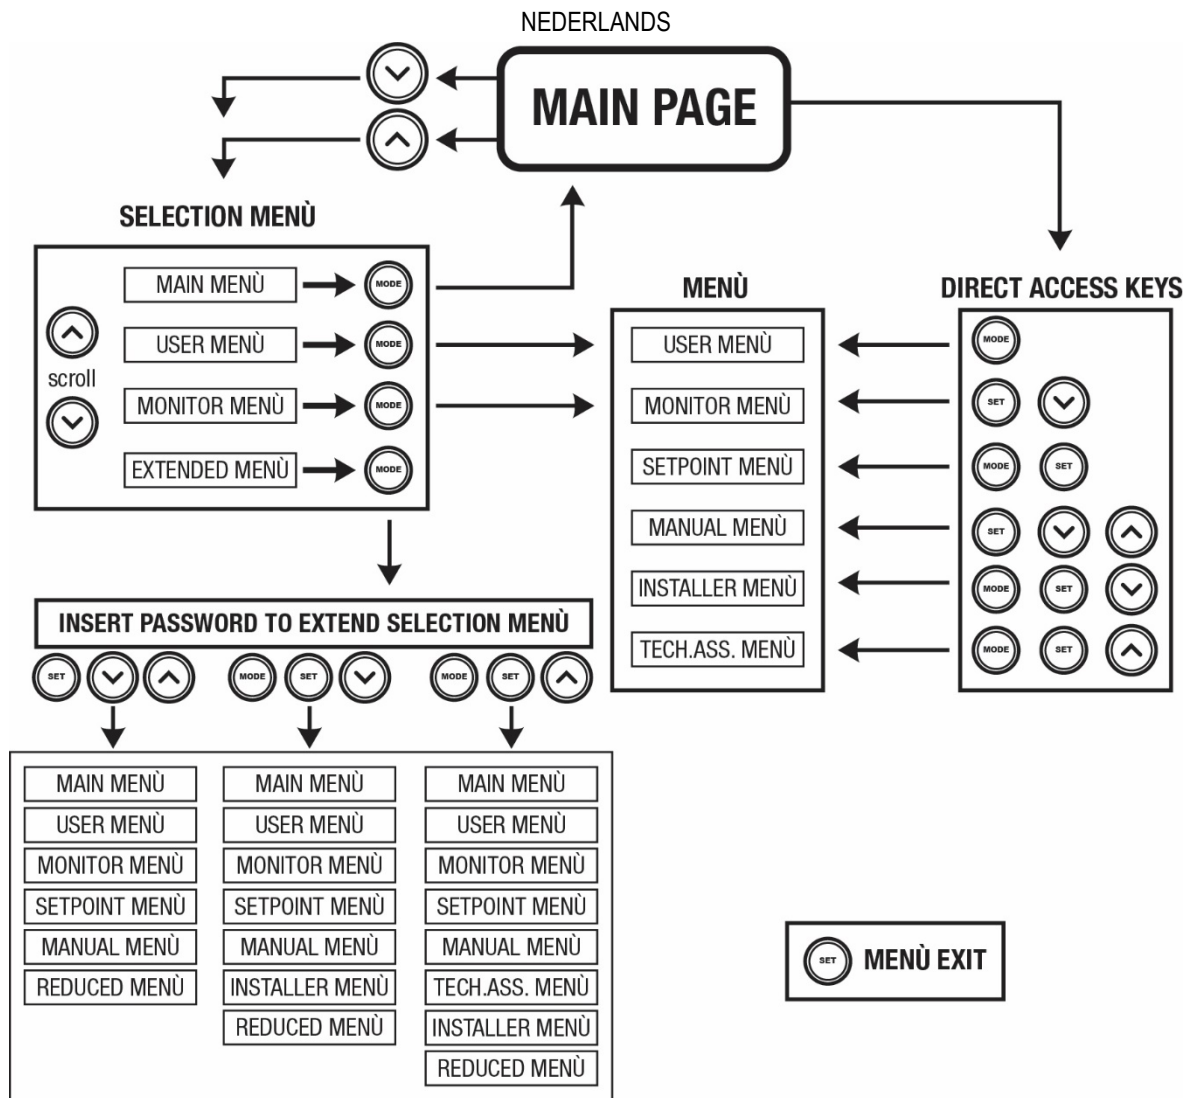 NEDERLANDS
MAIN PAGE
SELECTION MENÙ
MAIN MENÙ
MODE
USER MENÙ
MODE
scroll
MONITOR MENÙ
MODE
EXTENDED MENÙ
MODE
MENÙ
USER MENÙ
MONITOR MENÙ
SETPOINT MENÙ
MANUAL MENÙ
INSTALLER MENÙ
TECH.ASS. MENÙ
DIRECT ACCESS KEYS
MODE
SET
MODE SET
SET
MODE SET
MODE SET
INSERT PASSWORD TO EXTEND SELECTION MENÙ
SET
MODE SET
MODE SET
MAIN MENÙ
USER MENÙ
MONITOR MENÙ
SETPOINT MENÙ
MANUAL MENÙ
REDUCED MENÙ
MAIN MENÙ
USER MENÙ
MONITOR MENÙ
SETPOINT MENÙ
MANUAL MENÙ
INSTALLER MENÙ
REDUCED MENÙ
MAIN MENÙ
USER MENÙ
MONITOR MENÙ
SETPOINT MENÙ
MANUAL MENÙ
TECH.ASS. MENÙ
INSTALLER MENÙ
REDUCED MENÙ
SET MENÙ EXIT